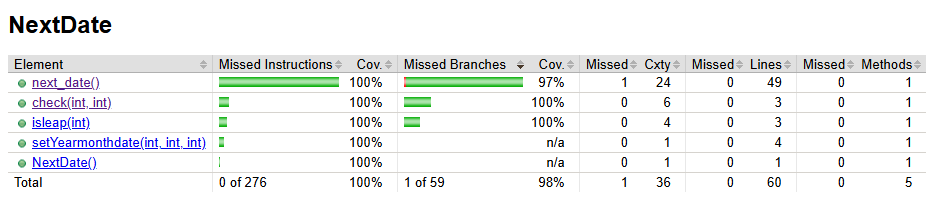 NextDate
Element Missed Instructions Cov. Missed Branches Cov. Missed Cxty Missed Lines Missed Methods
next_date() 100% 97% 1 24 0 49 0 1
check(int, int) 100% 100% 0 6 0 3 0 1
isleap(int) 100% 100% 0 4 0 3 0 1
setYearmonthdate(int, int, int) 100% n/a 0 1 0 4 0 1
NextDate() 100% n/a 0 1 0 1 0 1
Total 0 of 276 100% 1 of 59 98% 1 36 0 60 0 5